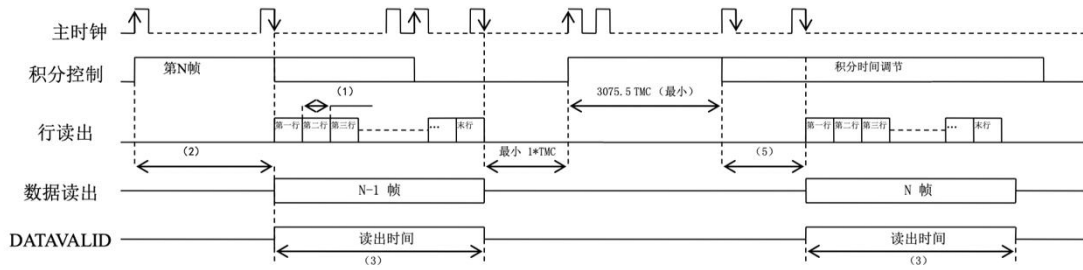 主时钟
积分控制 第N帧 积分时间调节
(1) 3075.5 TMC (最小)
行读出 第一行 第二行 第三行 ... 末行 第一行 第二行 第三行 ... 末行
(2) 最小 1*TMC (5)
数据读出 N-1 帧 N 帧
DATAVALID 读出时间 读出时间
(3) (3)